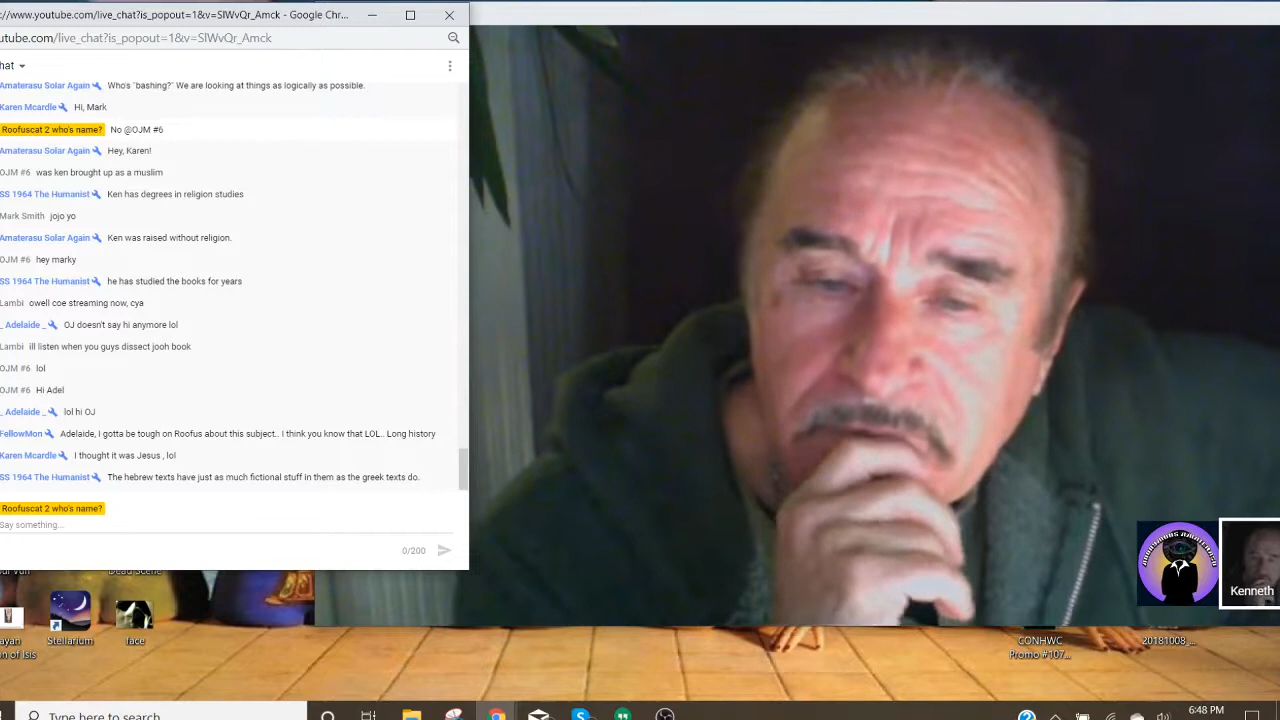 ://www.youtube.com/live_chat?is_popout=1&v=SlWvQr_Amck - Google Chr...
utube.com/live_chat?is_popout=1&v=SlWvQr_Amck
hat
Amaterasu Solar Again Who's "bashing?" We are looking at things as logically as possible.
Karen Mcardle Hi, Mark
Roofuscat 2 who's name? No @OJM #6
Amaterasu Solar Again Hey, Karen!
OJM #6 was ken brought up as a muslim
SS 1964 The Humanist Ken has degrees in religion studies
Mark Smith jojo yo
Amaterasu Solar Again Ken was raised without religion.
OJM #6 hey marky
SS 1964 The Humanist he has studied the books for years
Lambi owell coe streaming now, cya
_ Adelaide _ OJ doesn't say hi anymore lol
Lambi ill listen when you guys dissect jooh book
OJM #6 lol
OJM #6 Hi Adel
_ Adelaide _ lol hi OJ
FellowMon Adelaide, I gotta be tough on Roofus about this subject.. I think you know that LOL.. Long history
Karen Mcardle I thought it was Jesus , lol
SS 1964 The Humanist The hebrew texts have just as much fictional stuff in them as the greek texts do.
Roofuscat 2 who's name?
Say something...
0/200
Dead Scene
ayan
on of Isis
Stellarium
face
Kenneth
CONHWC
Promo #107...
20181008_...
Type here to search
6:48 PM